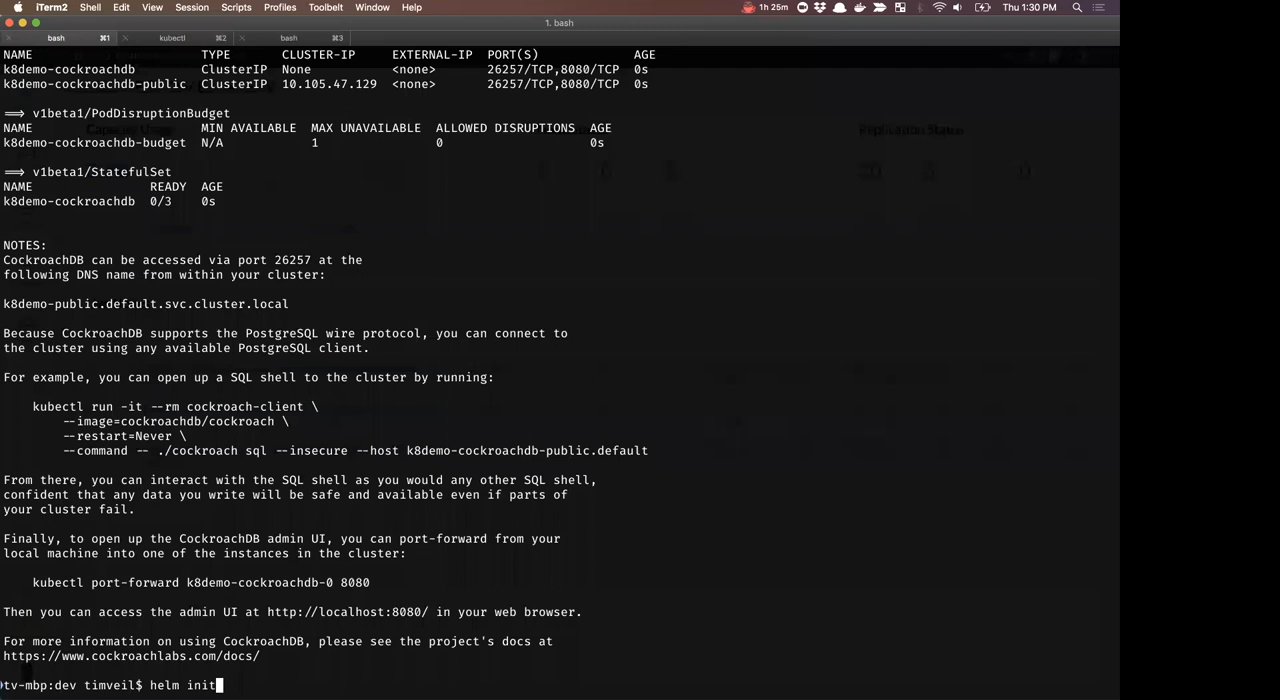 iTerm2 Shell Edit View Session Scripts Profiles Toolbelt Window Help 1h 25m Thu 1:30 PM
1. bash
bash ⌘1 kubectl ⌘2 bash ⌘3
NAME TYPE CLUSTER-IP EXTERNAL-IP PORT(S) AGE
k8demo-cockroachdb ClusterIP None <none> 26257/TCP,8080/TCP 0s
k8demo-cockroachdb-public ClusterIP 10.105.47.129 <none> 26257/TCP,8080/TCP 0s
==> v1beta1/PodDisruptionBudget
NAME MIN AVAILABLE MAX UNAVAILABLE ALLOWED DISRUPTIONS AGE
k8demo-cockroachdb-budget N/A 1 0 0s
==> v1beta1/StatefulSet
NAME READY AGE
k8demo-cockroachdb 0/3 0s
NOTES:
CockroachDB can be accessed via port 26257 at the
following DNS name from within your cluster:
k8demo-public.default.svc.cluster.local
Because CockroachDB supports the PostgreSQL wire protocol, you can connect to
the cluster using any available PostgreSQL client.
For example, you can open up a SQL shell to the cluster by running:
kubectl run -it --rm cockroach-client \
--image=cockroachdb/cockroach \
--restart=Never \
--command -- ./cockroach sql --insecure --host k8demo-cockroachdb-public.default
From there, you can interact with the SQL shell as you would any other SQL shell,
confident that any data you write will be safe and available even if parts of
your cluster fail.
Finally, to open up the CockroachDB admin UI, you can port-forward from your
local machine into one of the instances in the cluster:
kubectl port-forward k8demo-cockroachdb-0 8080
Then you can access the admin UI at http://localhost:8080/ in your web browser.
For more information on using CockroachDB, please see the project's docs at
https://www.cockroachlabs.com/docs/
tv-mbp:dev timveil$ helm init